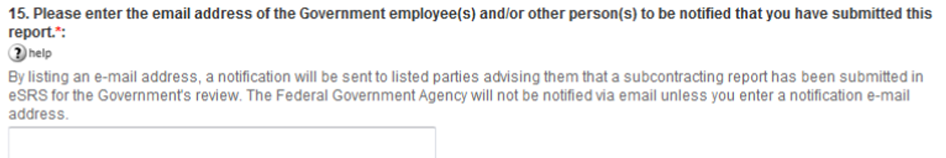 15. Please enter the email address of the Government employee(s) and/or other person(s) to be notified that you have submitted this
report.*:
? help
By listing an e-mail address, a notification will be sent to listed parties advising them that a subcontracting report has been submitted in
eSRS for the Government's review. The Federal Government Agency will not be notified via email unless you enter a notification e-mail
address.